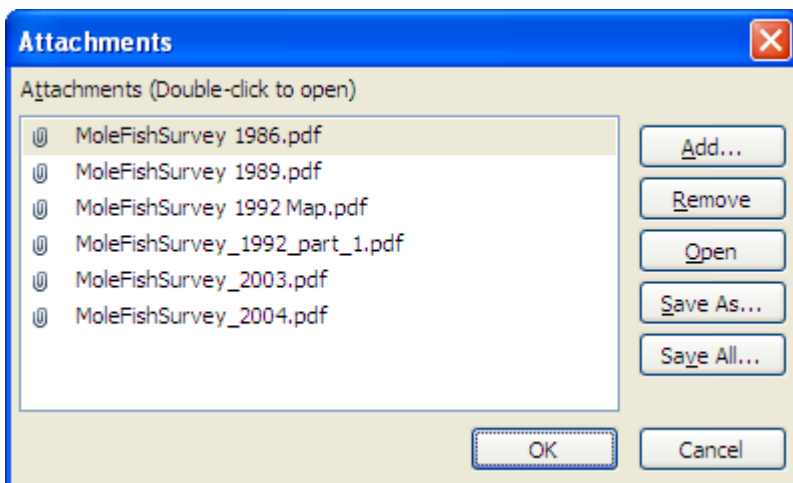 Attachments
Attachments (Double-click to open)
MoleFishSurvey 1986.pdf
MoleFishSurvey 1989.pdf
MoleFishSurvey 1992 Map.pdf
MoleFishSurvey_1992_part_1.pdf
MoleFishSurvey_2003.pdf
MoleFishSurvey_2004.pdf
Add...
Remove
Open
Save As...
Save All...
OK
Cancel